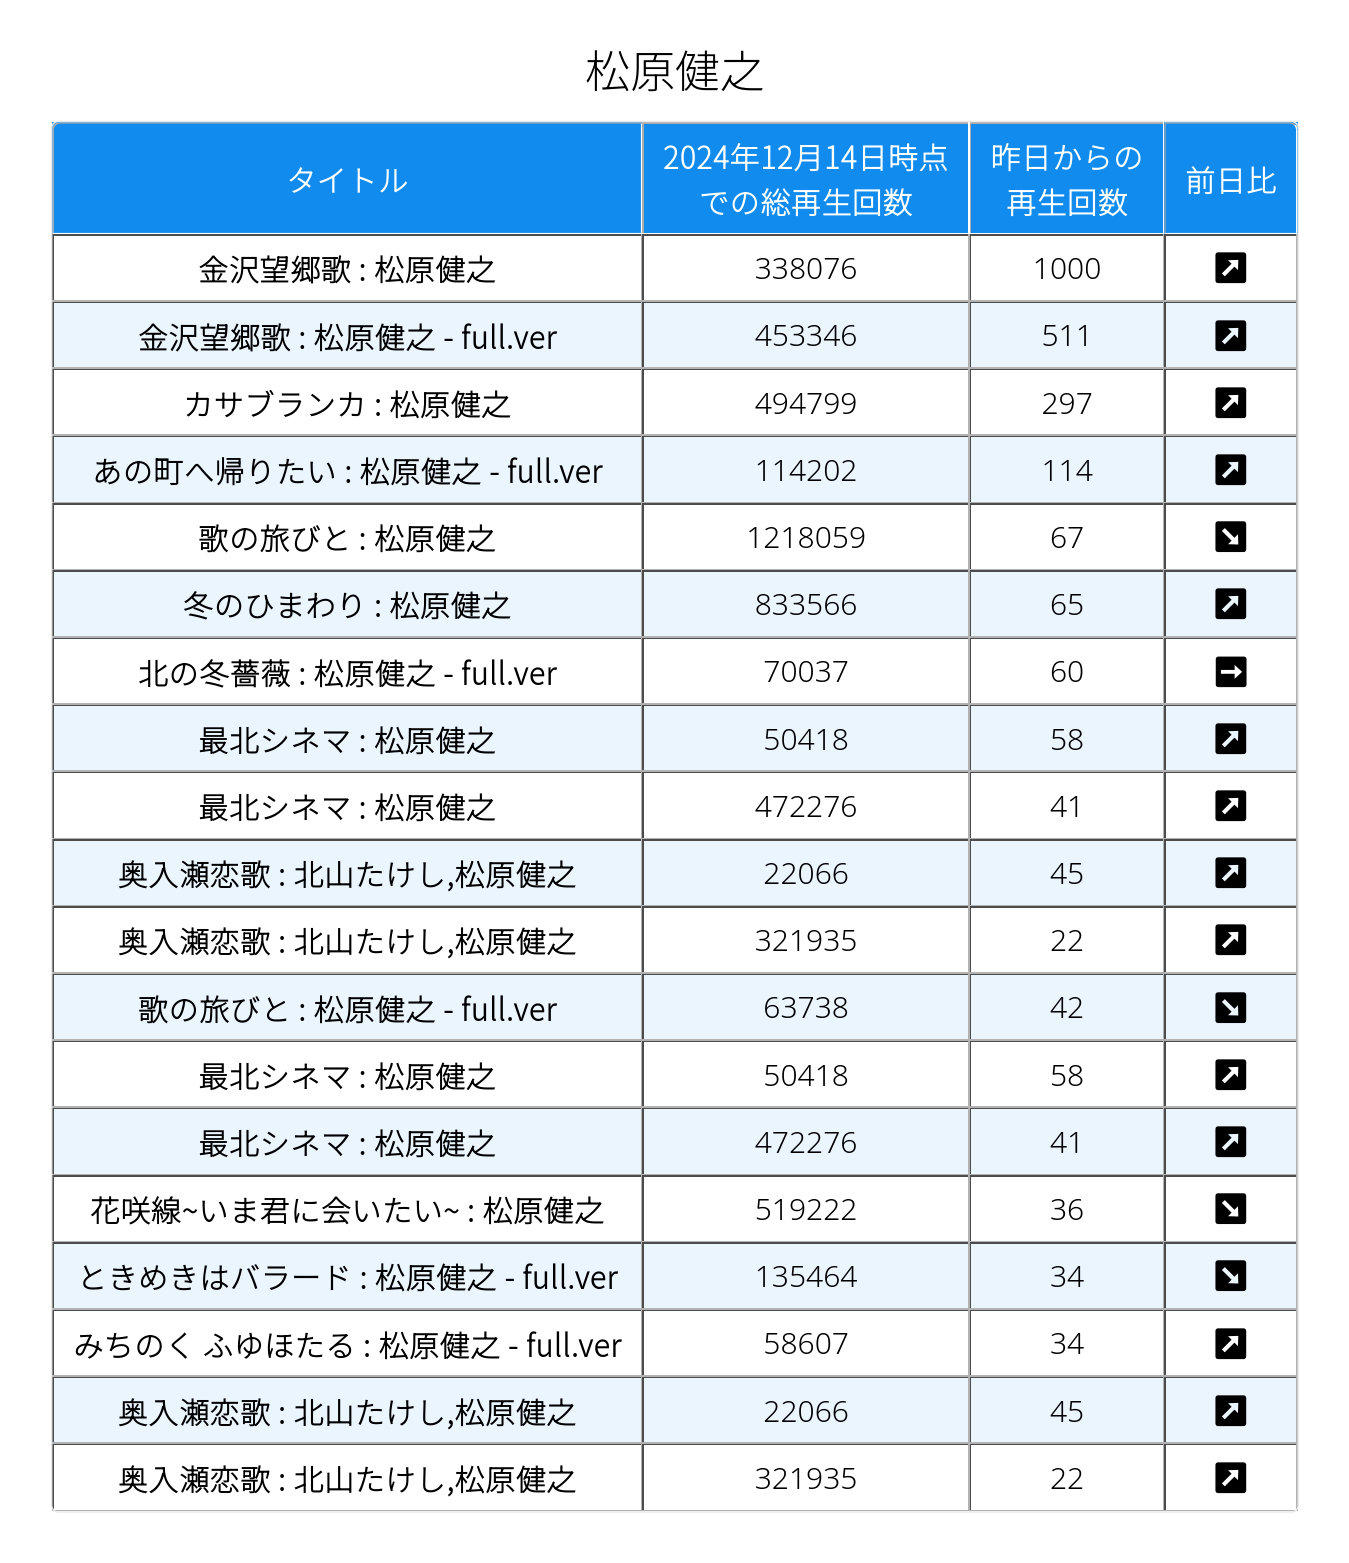 松原健之
タイトル 2024年12月14日時点での総再生回数 昨日からの再生回数 前日比
金沢望郷歌 : 松原健之 338076 1000 ↗
金沢望郷歌 : 松原健之 - full.ver 453346 511 ↗
カサブランカ : 松原健之 494799 297 ↗
あの町へ帰りたい : 松原健之 - full.ver 114202 114 ↗
歌の旅びと : 松原健之 1218059 67 ↘
冬のひまわり : 松原健之 833566 65 ↗
北の冬薔薇 : 松原健之 - full.ver 70037 60 →
最北シネマ : 松原健之 50418 58 ↗
最北シネマ : 松原健之 472276 41 ↗
奥入瀬恋歌 : 北山たけし,松原健之 22066 45 ↗
奥入瀬恋歌 : 北山たけし,松原健之 321935 22 ↗
歌の旅びと : 松原健之 - full.ver 63738 42 ↘
最北シネマ : 松原健之 50418 58 ↗
最北シネマ : 松原健之 472276 41 ↗
花咲線~いま君に会いたい~ : 松原健之 519222 36 ↘
ときめきはバラード : 松原健之 - full.ver 135464 34 ↘
みちのく ふゆほたる : 松原健之 - full.ver 58607 34 ↗
奥入瀬恋歌 : 北山たけし,松原健之 22066 45 ↗
奥入瀬恋歌 : 北山たけし,松原健之 321935 22 ↗